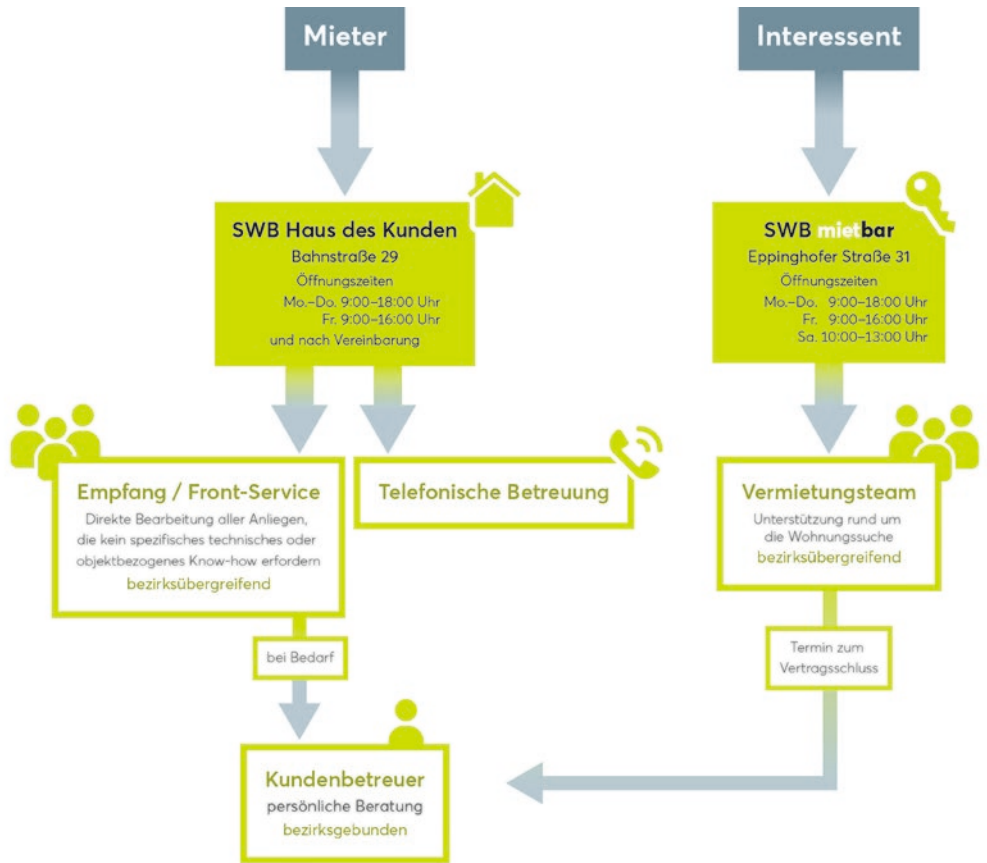 Mieter
Interessent
SWB Haus des Kunden
Bahnstraße 29
Öffnungszeiten
Mo.–Do. 9:00–18:00 Uhr
Fr. 9:00–16:00 Uhr
und nach Vereinbarung
SWB mietbar
Eppinghofer Straße 31
Öffnungszeiten
Mo.–Do. 9:00–18:00 Uhr
Fr. 9:00–16:00 Uhr
Sa. 10:00–13:00 Uhr
Empfang / Front-Service
Direkte Bearbeitung aller Anliegen,
die kein spezifisches technisches oder
objektbezogenes Know-how erfordern
bezirksübergreifend
Telefonische Betreuung
Vermietungsteam
Unterstützung rund um
die Wohnungssuche
bezirksübergreifend
bei Bedarf
Termin zum
Vertragsschluss
Kundenbetreuer
persönliche Beratung
bezirksgebunden